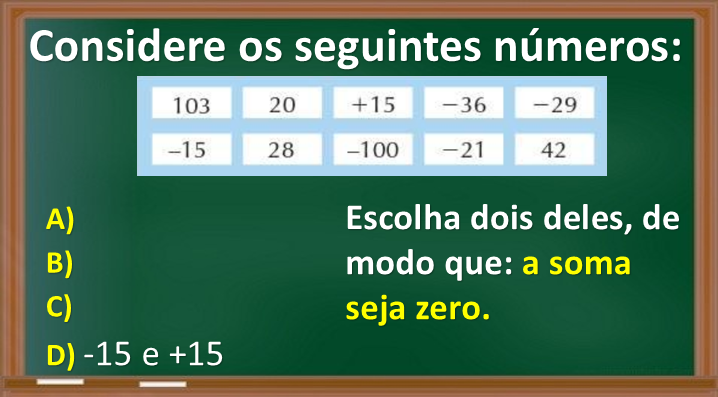 Considere os seguintes números:
103 20 +15 −36 −29
–15 28 –100 −21 42
A)
B)
C)
D) -15 e +15
Escolha dois deles, de
modo que: a soma
seja zero.